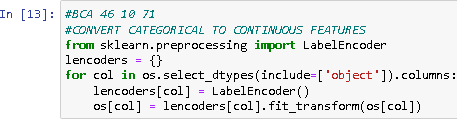 In [13]: #BCA 46 10 71
#CONVERT CATEGORICAL TO CONTINUOUS FEATURES
from sklearn.preprocessing import LabelEncoder
lencoders = {}
for col in os.select_dtypes(include=['object']).columns:
    lencoders[col] = LabelEncoder()
    os[col] = lencoders[col].fit_transform(os[col])